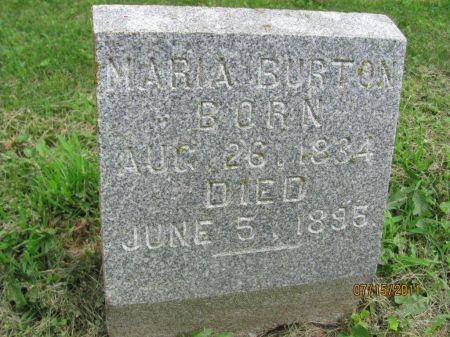 MARIA BURTON
BORN
AUG. 26. 1834
DIED
JUNE 5, 1895
07/15/2011